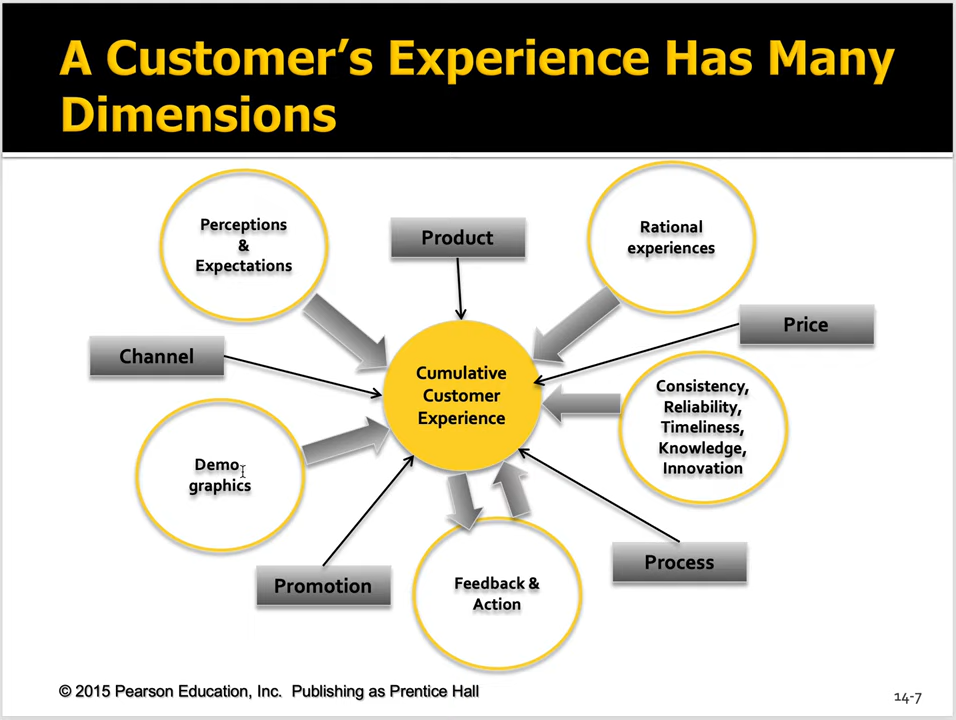 A Customer’s Experience Has Many
Dimensions
Perceptions
&
Expectations
Product
Rational
experiences
Price
Channel
Cumulative
Customer
Experience
Consistency,
Reliability,
Timeliness,
Knowledge,
Innovation
Demo
graphics
Promotion
Feedback &
Action
Process
© 2015 Pearson Education, Inc. Publishing as Prentice Hall
14-7